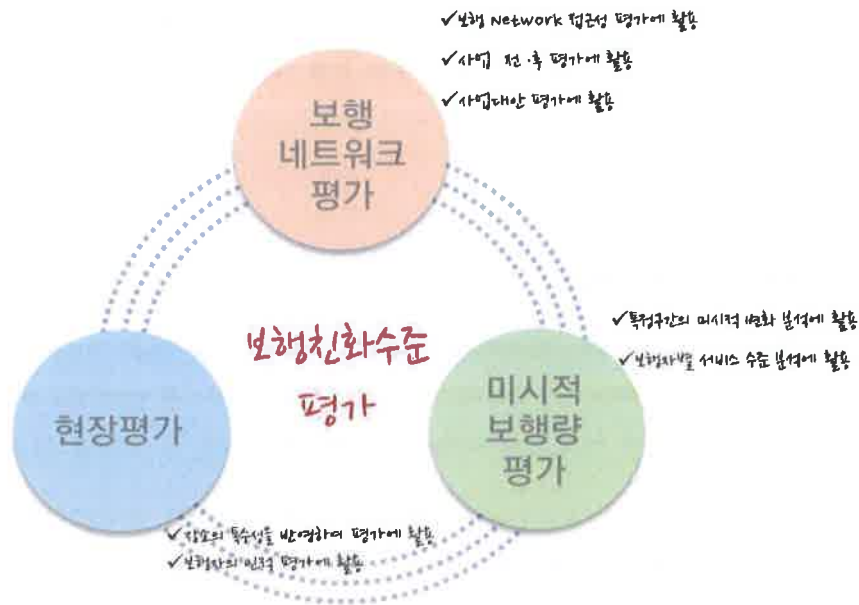 ✓보행 Network 접근성 평가에 활용
✓사업 전·후 평가에 활용
✓사업대안 평가에 활용
보행
네트워크
평가
✓특정구간의 미시적 변화 분석에 활용
✓보행자별 서비스 수준 분석에 활용
보행친화수준
평가
현장평가
미시적
보행량
평가
✓장소의 특수성을 반영하여 평가에 활용
✓보행자의 만족 평가에 활용